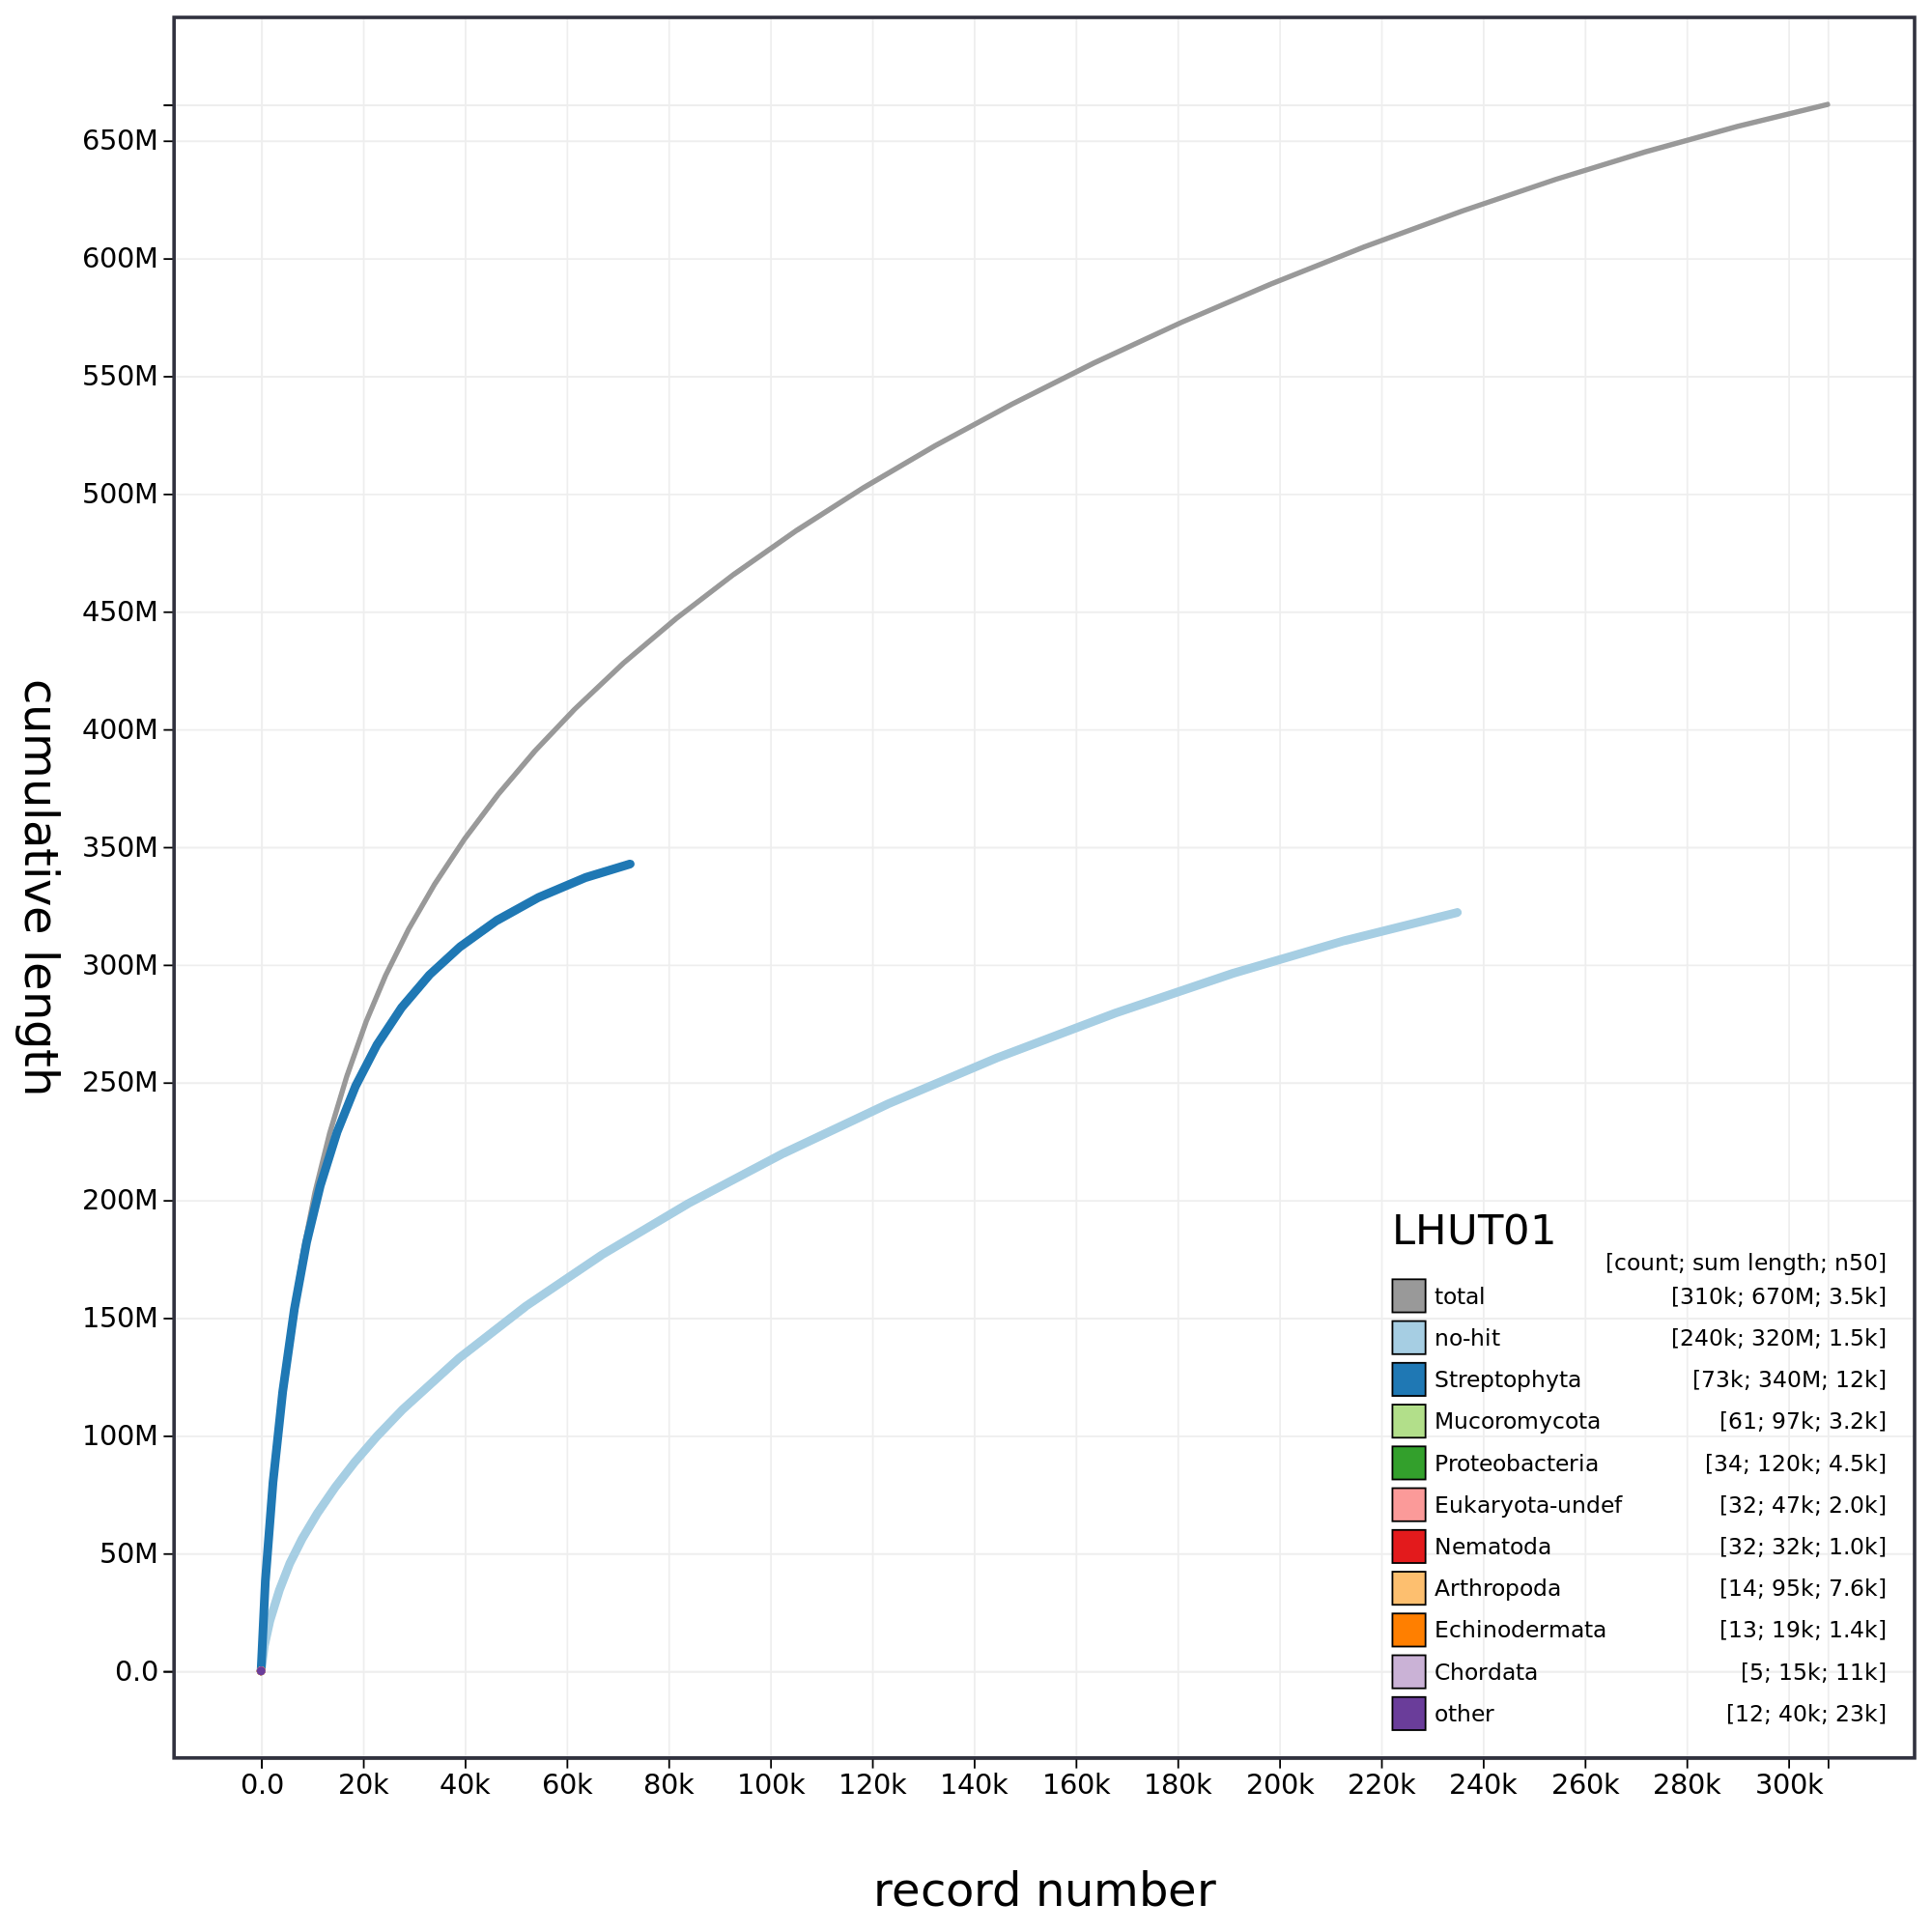 650M
600M
550M
500M
450M
400M
350M
300M
250M
200M
150M
100M
50M
0.0
cumulative length
LHUT01
[count; sum length; n50]
total [310k; 670M; 3.5k]
no-hit [240k; 320M; 1.5k]
Streptophyta [73k; 340M; 12k]
Mucoromycota [61; 97k; 3.2k]
Proteobacteria [34; 120k; 4.5k]
Eukaryota-undef [32; 47k; 2.0k]
Nematoda [32; 32k; 1.0k]
Arthropoda [14; 95k; 7.6k]
Echinodermata [13; 19k; 1.4k]
Chordata [5; 15k; 11k]
other [12; 40k; 23k]
0.0 20k 40k 60k 80k 100k 120k 140k 160k 180k 200k 220k 240k 260k 280k 300k
record number